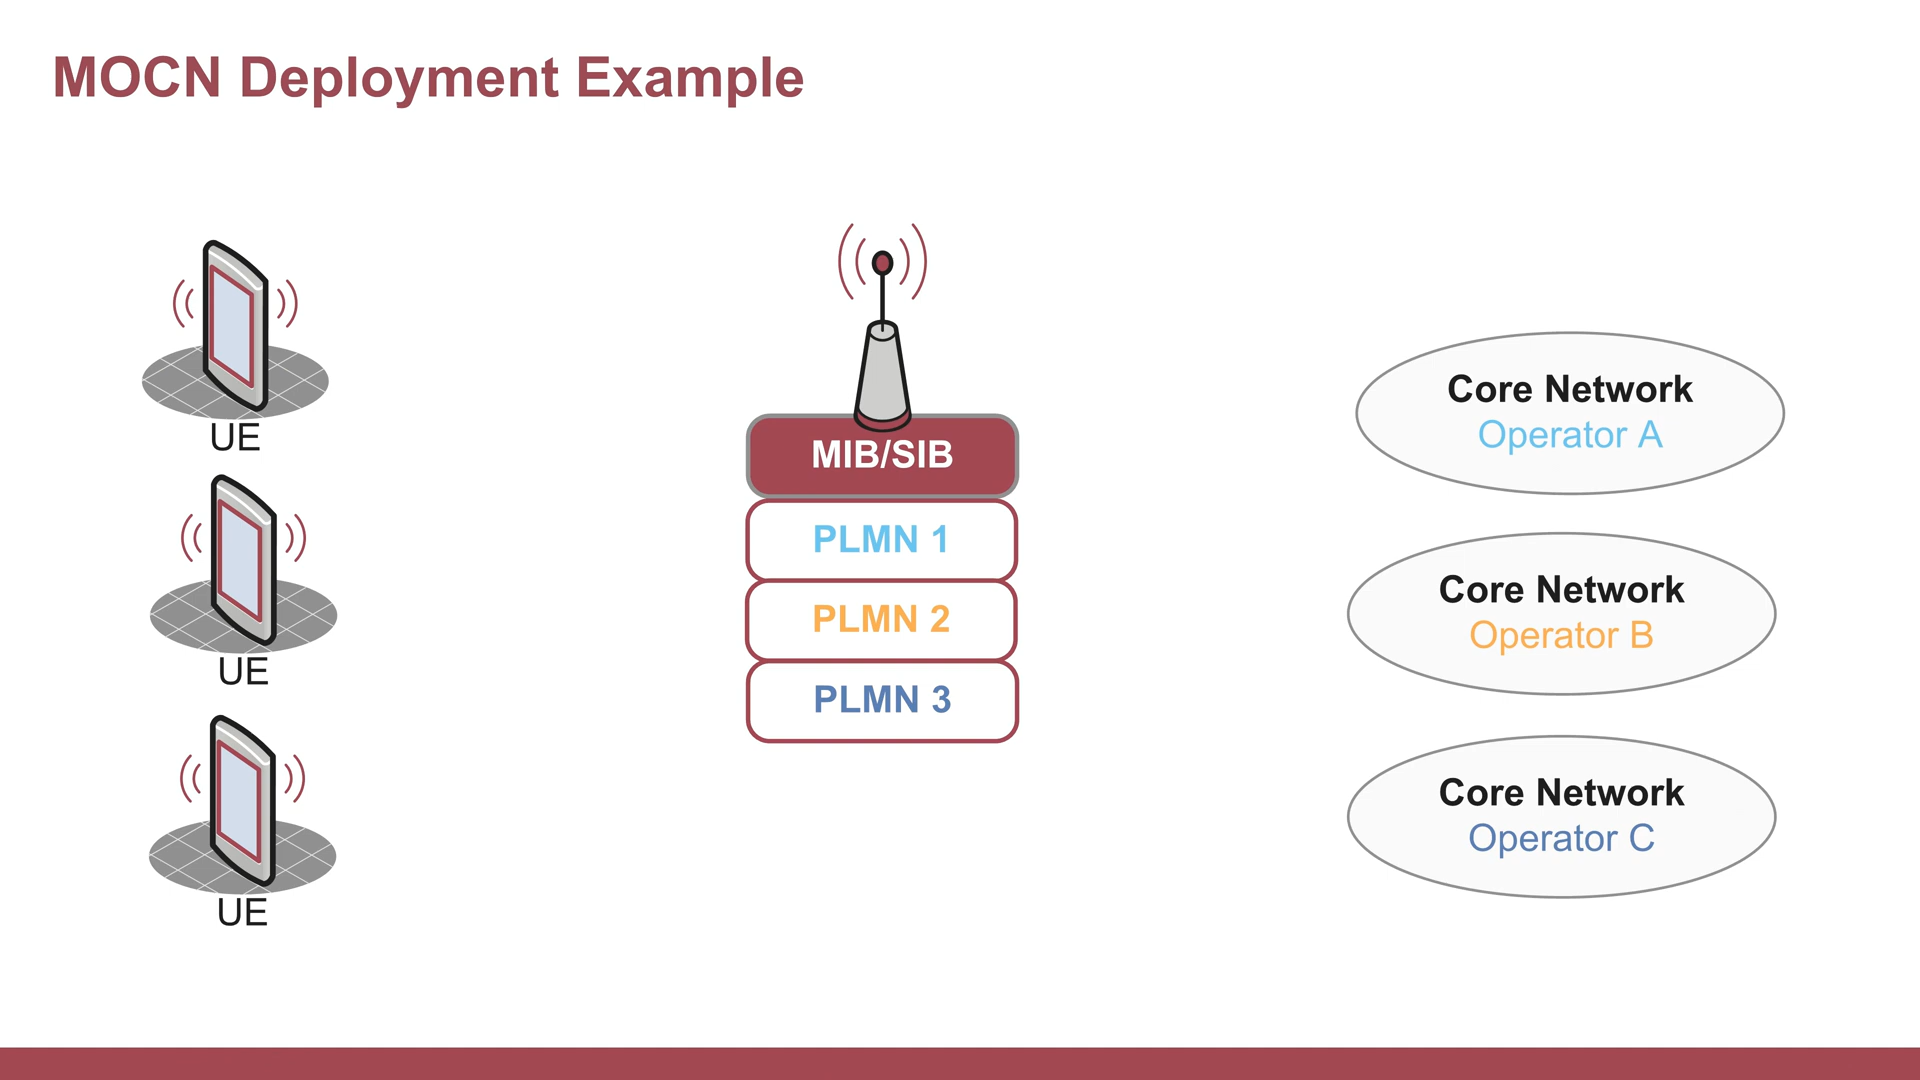 MOCN Deployment Example
UE
UE
UE
MIB/SIB
PLMN 1
PLMN 2
PLMN 3
Core Network
Operator A
Core Network
Operator B
Core Network
Operator C